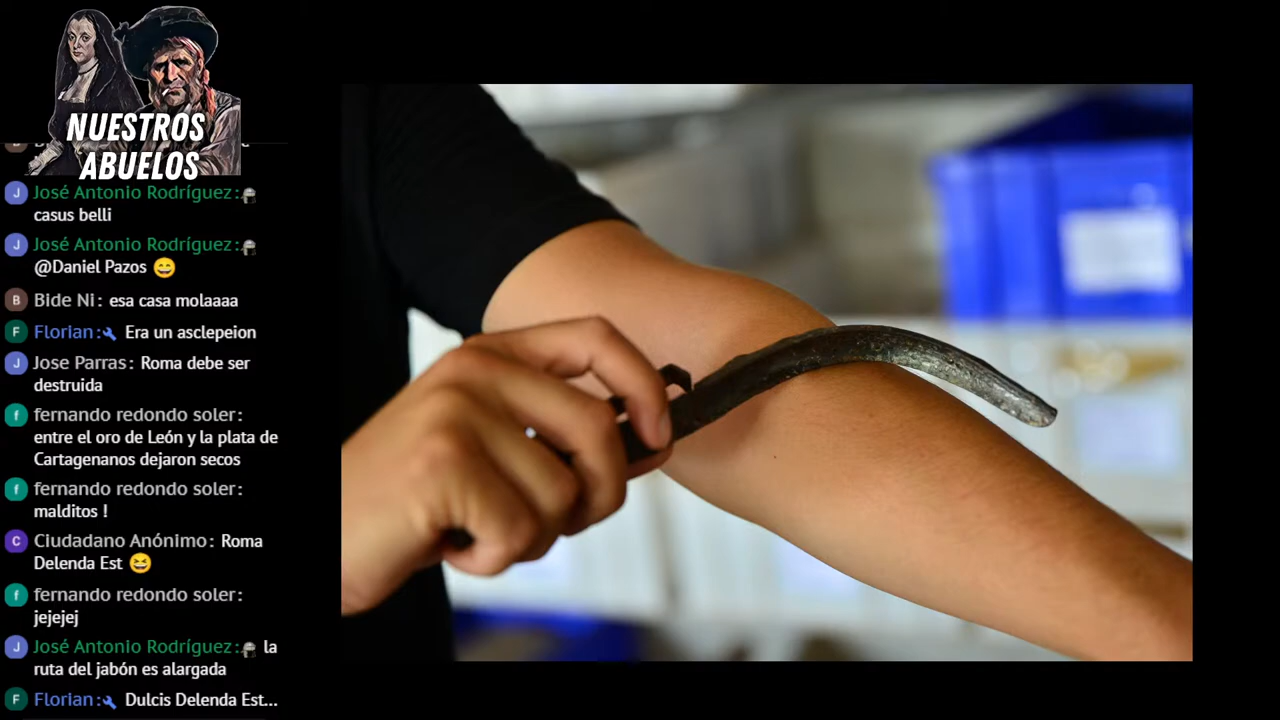 NUESTROS
ABUELOS
José Antonio Rodríguez:
casus belli
José Antonio Rodríguez:
@Daniel Pazos 😄
Bide Ni: esa casa molaaaa
Florian: Era un asclepeion
Jose Parras: Roma debe ser
destruida
fernando redondo soler:
entre el oro de León y la plata de
Cartagenanos dejaron secos
fernando redondo soler:
malditos !
Ciudadano Anónimo: Roma
Delenda Est 😆
fernando redondo soler:
jejejej
José Antonio Rodríguez: la
ruta del jabón es alargada
Florian: Dulcis Delenda Est...